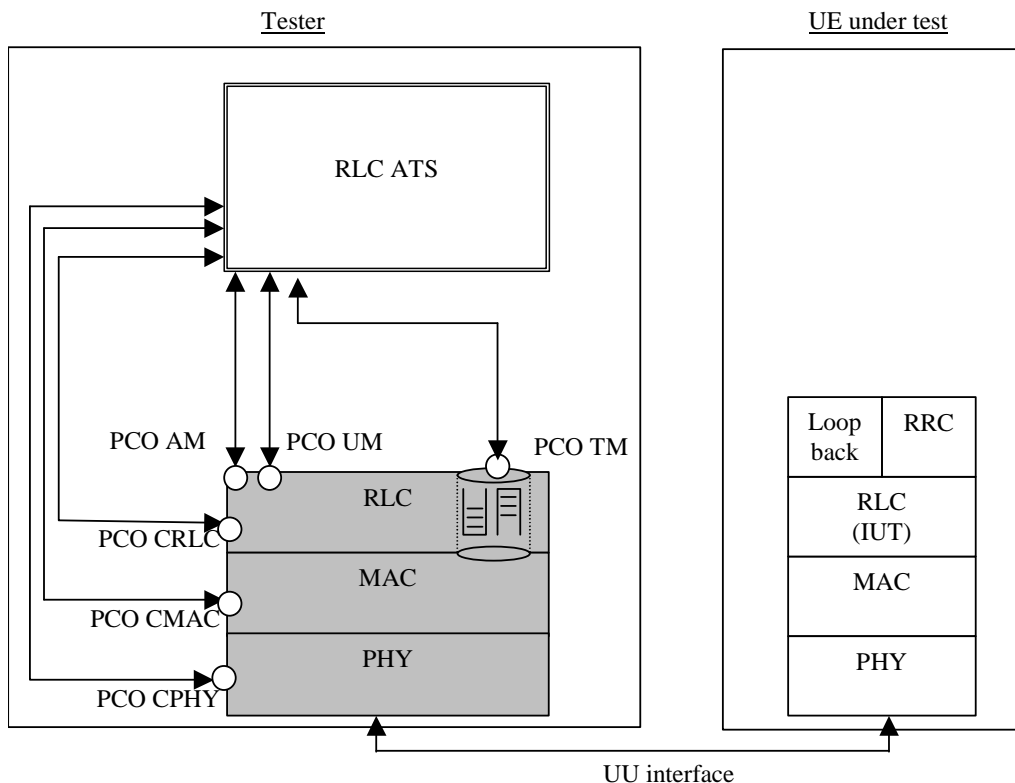 Tester
UE under test
RLC ATS
PCO AM
PCO UM
PCO TM
Loop
back
RRC
RLC
RLC
(IUT)
PCO CRLC
MAC
MAC
PCO CMAC
PHY
PHY
PCO CPHY
UU interface